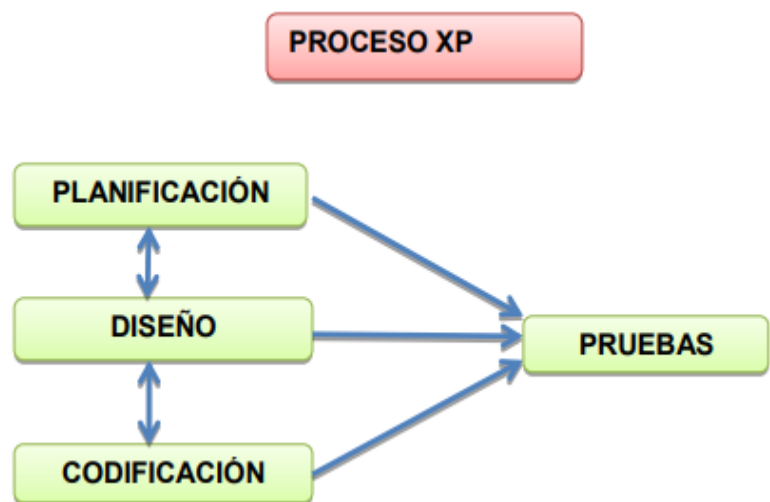 PROCESO XP
PLANIFICACIÓN
DISEÑO
PRUEBAS
CODIFICACIÓN